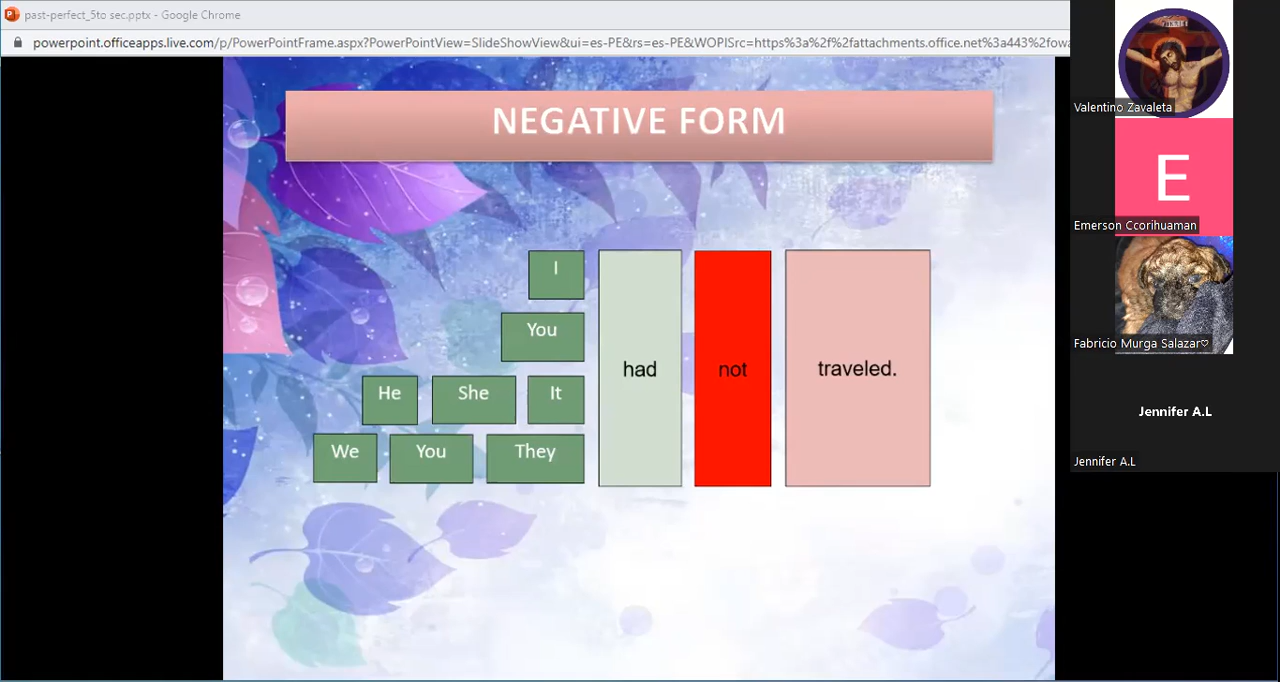 past-perfect_5to sec.pptx - Google Chrome
powerpoint.officeapps.live.com/p/PowerPointFrame.aspx?PowerPointView=SlideShowView&ui=es-PE&rs=es-PE&WOPISrc=https%3a%2f%2fattachments.office.net%3a443%2fowa
NEGATIVE FORM
I
You
He She It
We You They
had not traveled.
Valentino Zavaleta
E
Emerson Ccorihuaman
Fabricio Murga Salazar♡
Jennifer A.L
Jennifer A.L